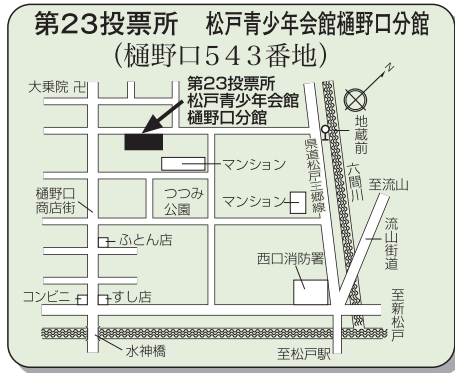 第23投票所 松戸青少年会館樋野口分館
(樋野口543番地)
N
大乗院 卍
第23投票所
松戸青少年会館
樋野口分館
地蔵前
県道松戸三郷線
六間川
マンション
至流山
樋野口
商店街
つつみ
公園
マンション
流山街道
ふとん店
西口消防署
コンビニ
すし店
至新松戸
水神橋
至松戸駅